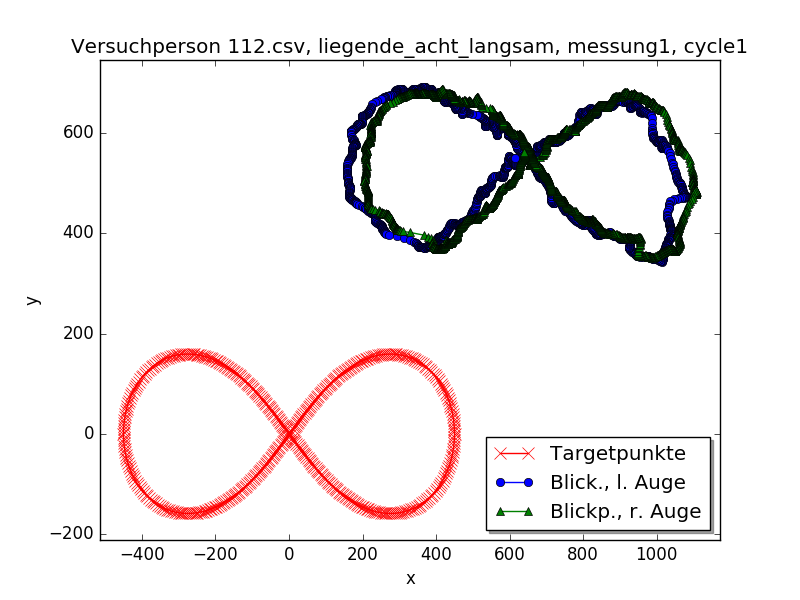 Versuchperson 112.csv, liegende_acht_langsam, messung1, cycle1
y
600
400
200
0
−200
−400
−200
0
200
400
600
800
1000
x
Targetpunkte
Blick., l. Auge
Blickp., r. Auge